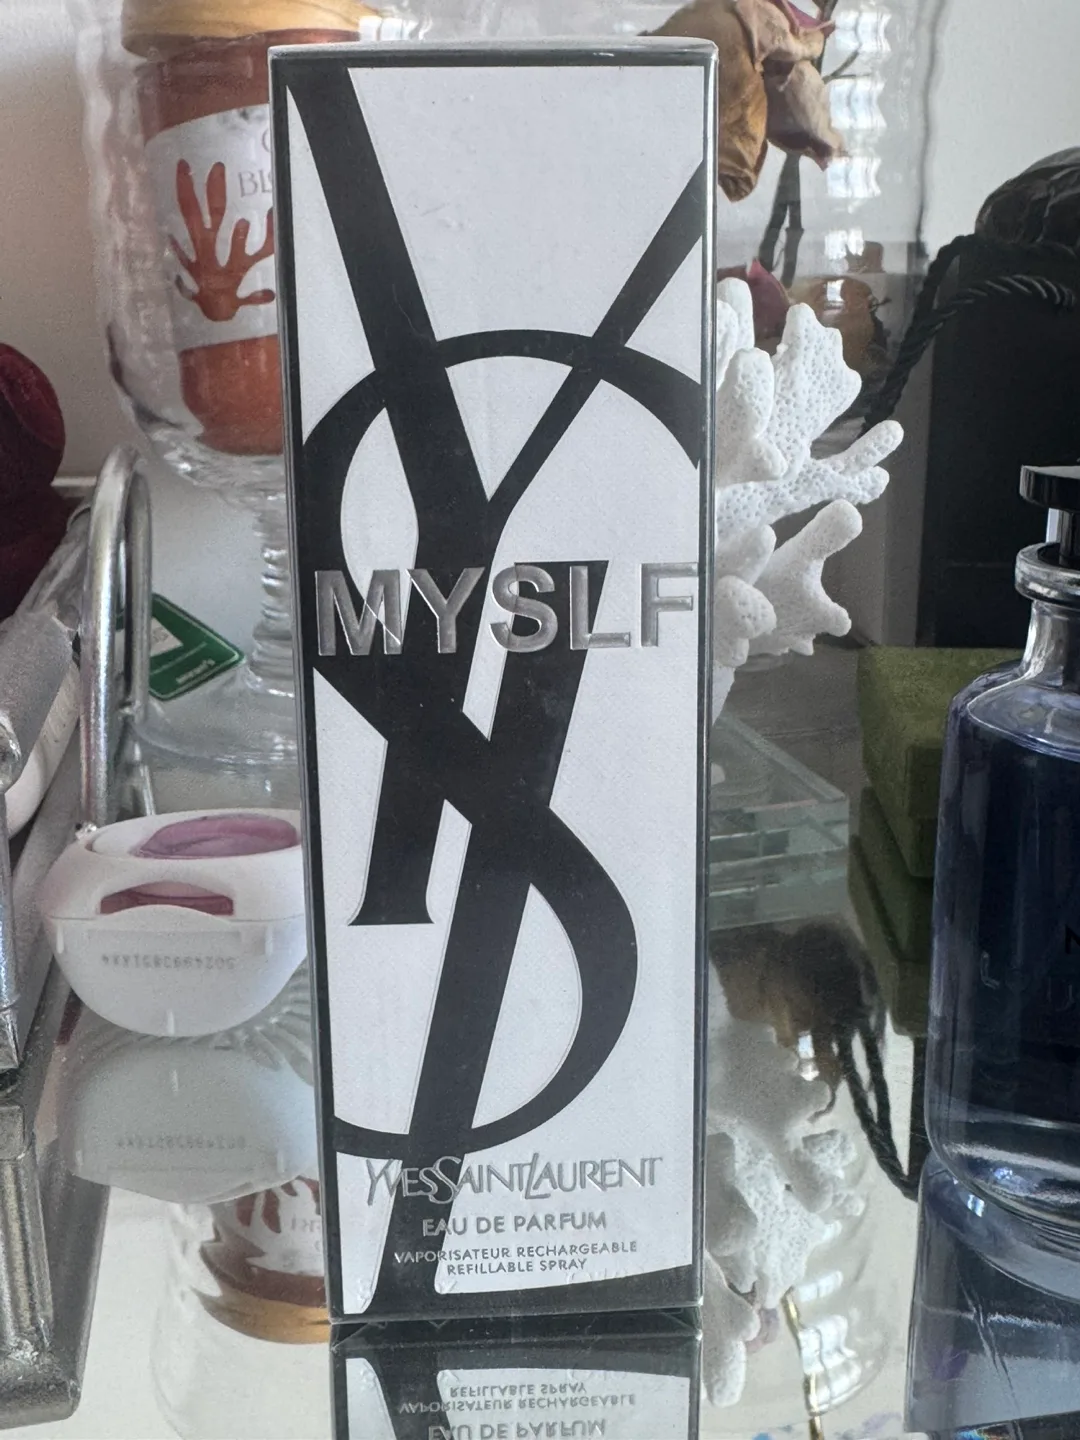 MYSLF
YVESSAINTLAURENT
EAU DE PARFUM
VAPORISATEUR RECHARGEABLE
REFILLABLE SPRAY